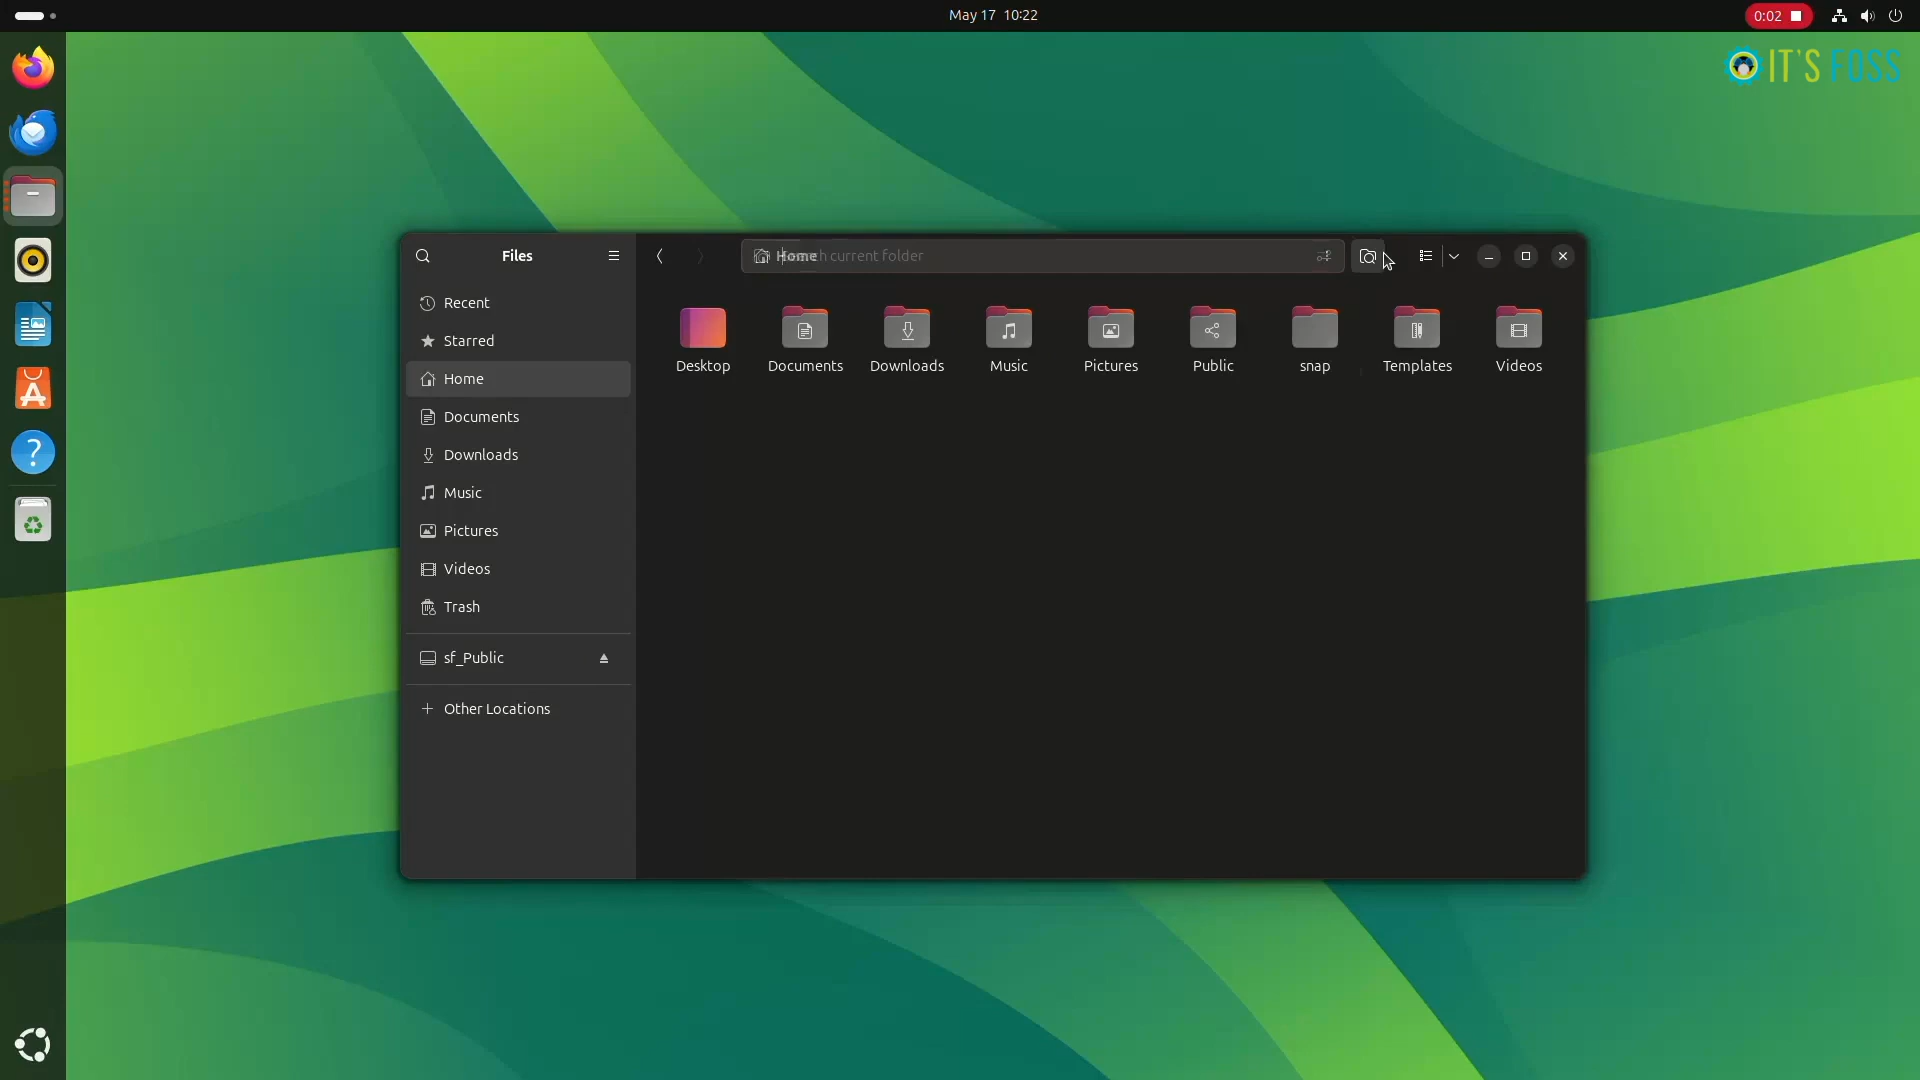 May 17 10:22
0:02
IT'S FOSS
Files
Home
Search current folder
Recent
Starred
Home
Documents
Downloads
Music
Pictures
Videos
Trash
sf_Public
Other Locations
Desktop
Documents
Downloads
Music
Pictures
Public
snap
Templates
Videos